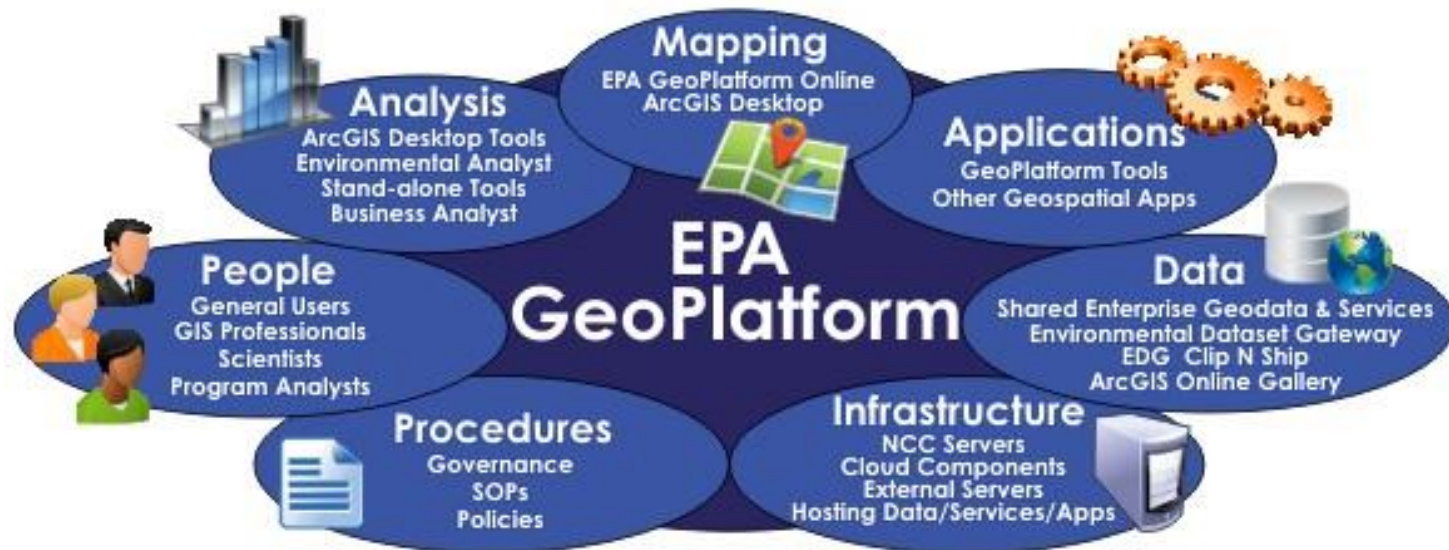 Mapping
EPA GeoPlatform Online
ArcGIS Desktop
Analysis
ArcGIS Desktop Tools
Environmental Analyst
Stand-alone Tools
Business Analyst
Applications
GeoPlatform Tools
Other Geospatial Apps
People
General Users
GIS Professionals
Scientists
Program Analysts
EPA
GeoPlatform
Data
Shared Enterprise Geodata & Services
Environmental Dataset Gateway
EDG Clip N Ship
ArcGIS Online Gallery
Procedures
Governance
SOPs
Policies
Infrastructure
NCC Servers
Cloud Components
External Servers
Hosting Data/Services/Apps